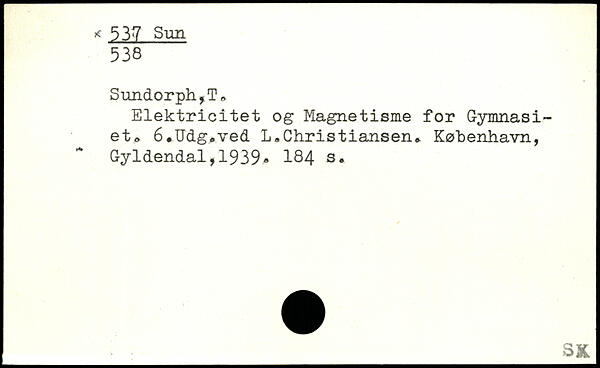 x 537 Sun
538
Sundorph,T.
Elektricitet og Magnetisme for Gymnasi-
et. 6.Udg.ved L.Christiansen. København,
Gyldendal,1939. 184 s.
SK